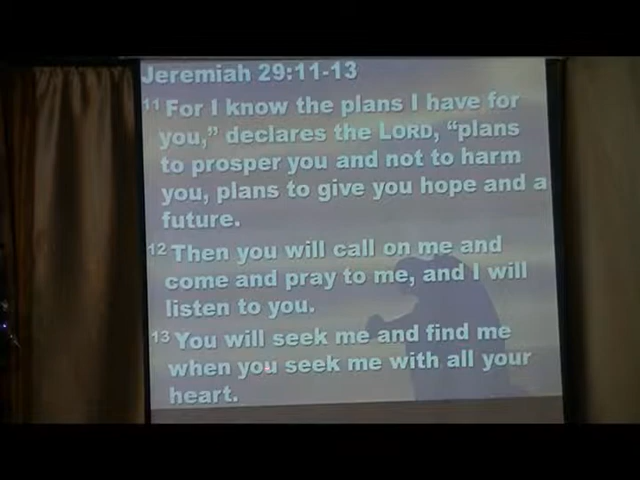 Jeremiah 29:11-13
11 For I know the plans I have for
you,” declares the LORD, “plans
to prosper you and not to harm
you, plans to give you hope and a
future.
12 Then you will call on me and
come and pray to me, and I will
listen to you.
13 You will seek me and find me
when you seek me with all your
heart.